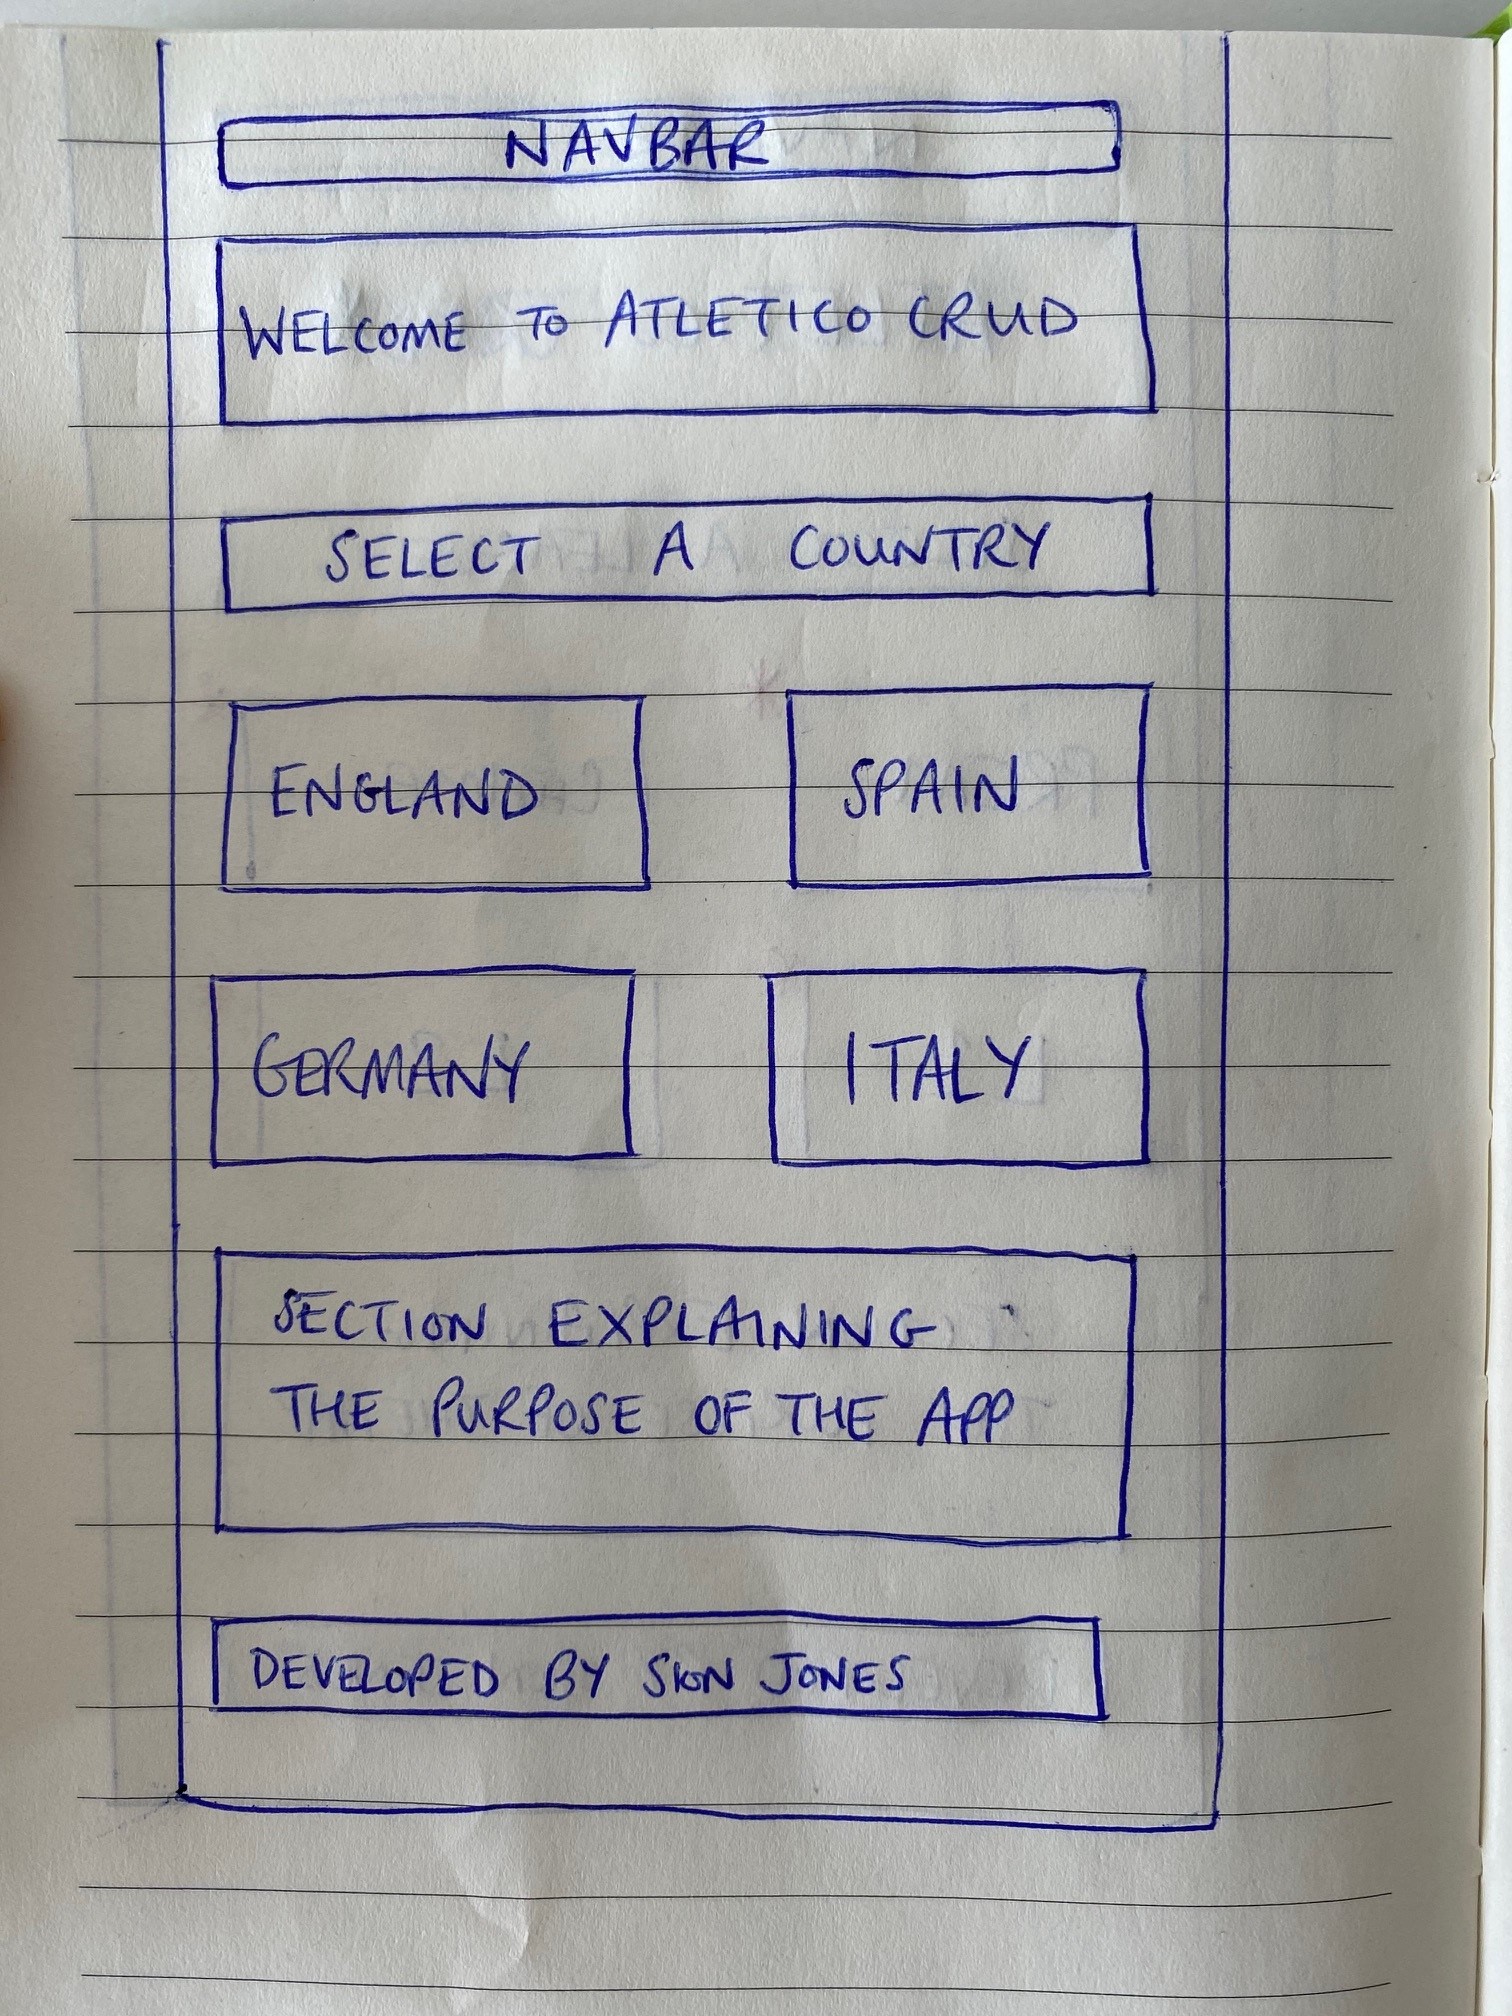 NAVBAR
WELCOME TO ATLETICO CRUD
SELECT A COUNTRY
ENGLAND SPAIN
GERMANY ITALY
SECTION EXPLAINING
THE PURPOSE OF THE APP
DEVELOPED BY SION JONES